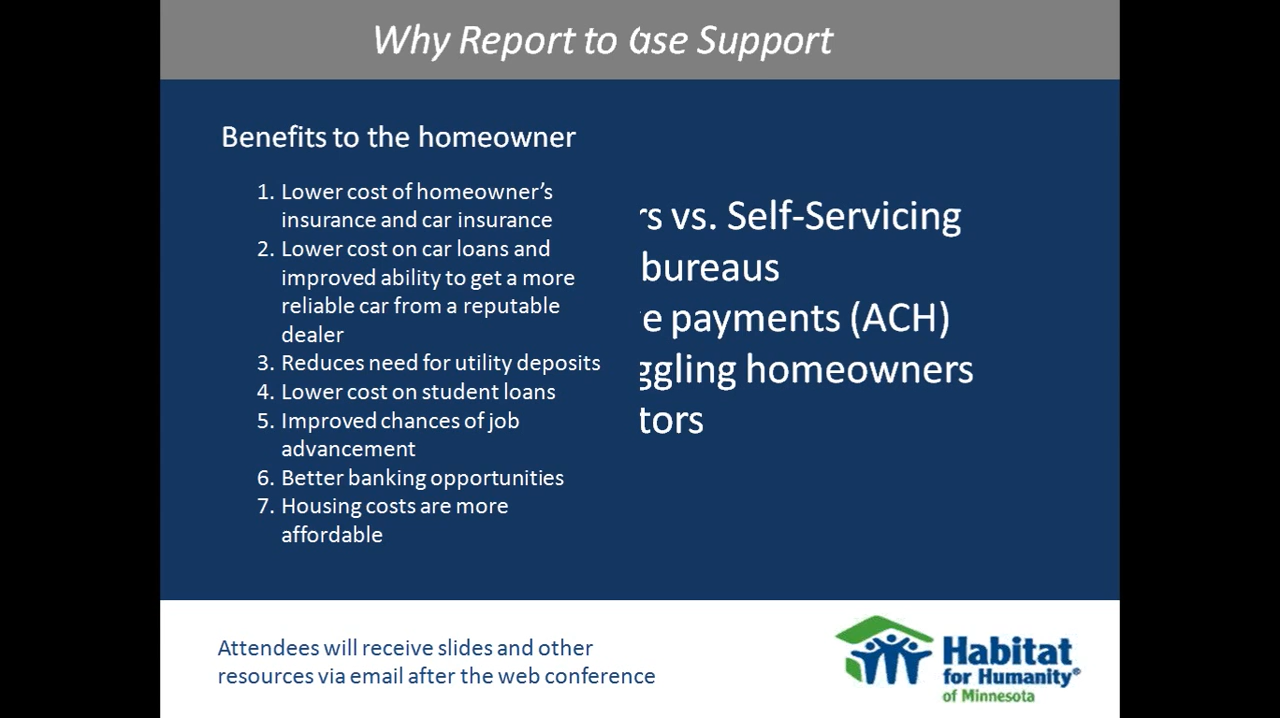 Why Report to ase Support
Benefits to the homeowner
1. Lower cost of homeowner’s
insurance and car insurance
2. Lower cost on car loans and
improved ability to get a more
reliable car from a reputable
dealer
3. Reduces need for utility deposits
4. Lower cost on student loans
5. Improved chances of job
advancement
6. Better banking opportunities
7. Housing costs are more
affordable
rs vs. Self-Servicing
bureaus
e payments (ACH)
ggling homeowners
tors
Attendees will receive slides and other
resources via email after the web conference
Habitat
for Humanity®
of Minnesota